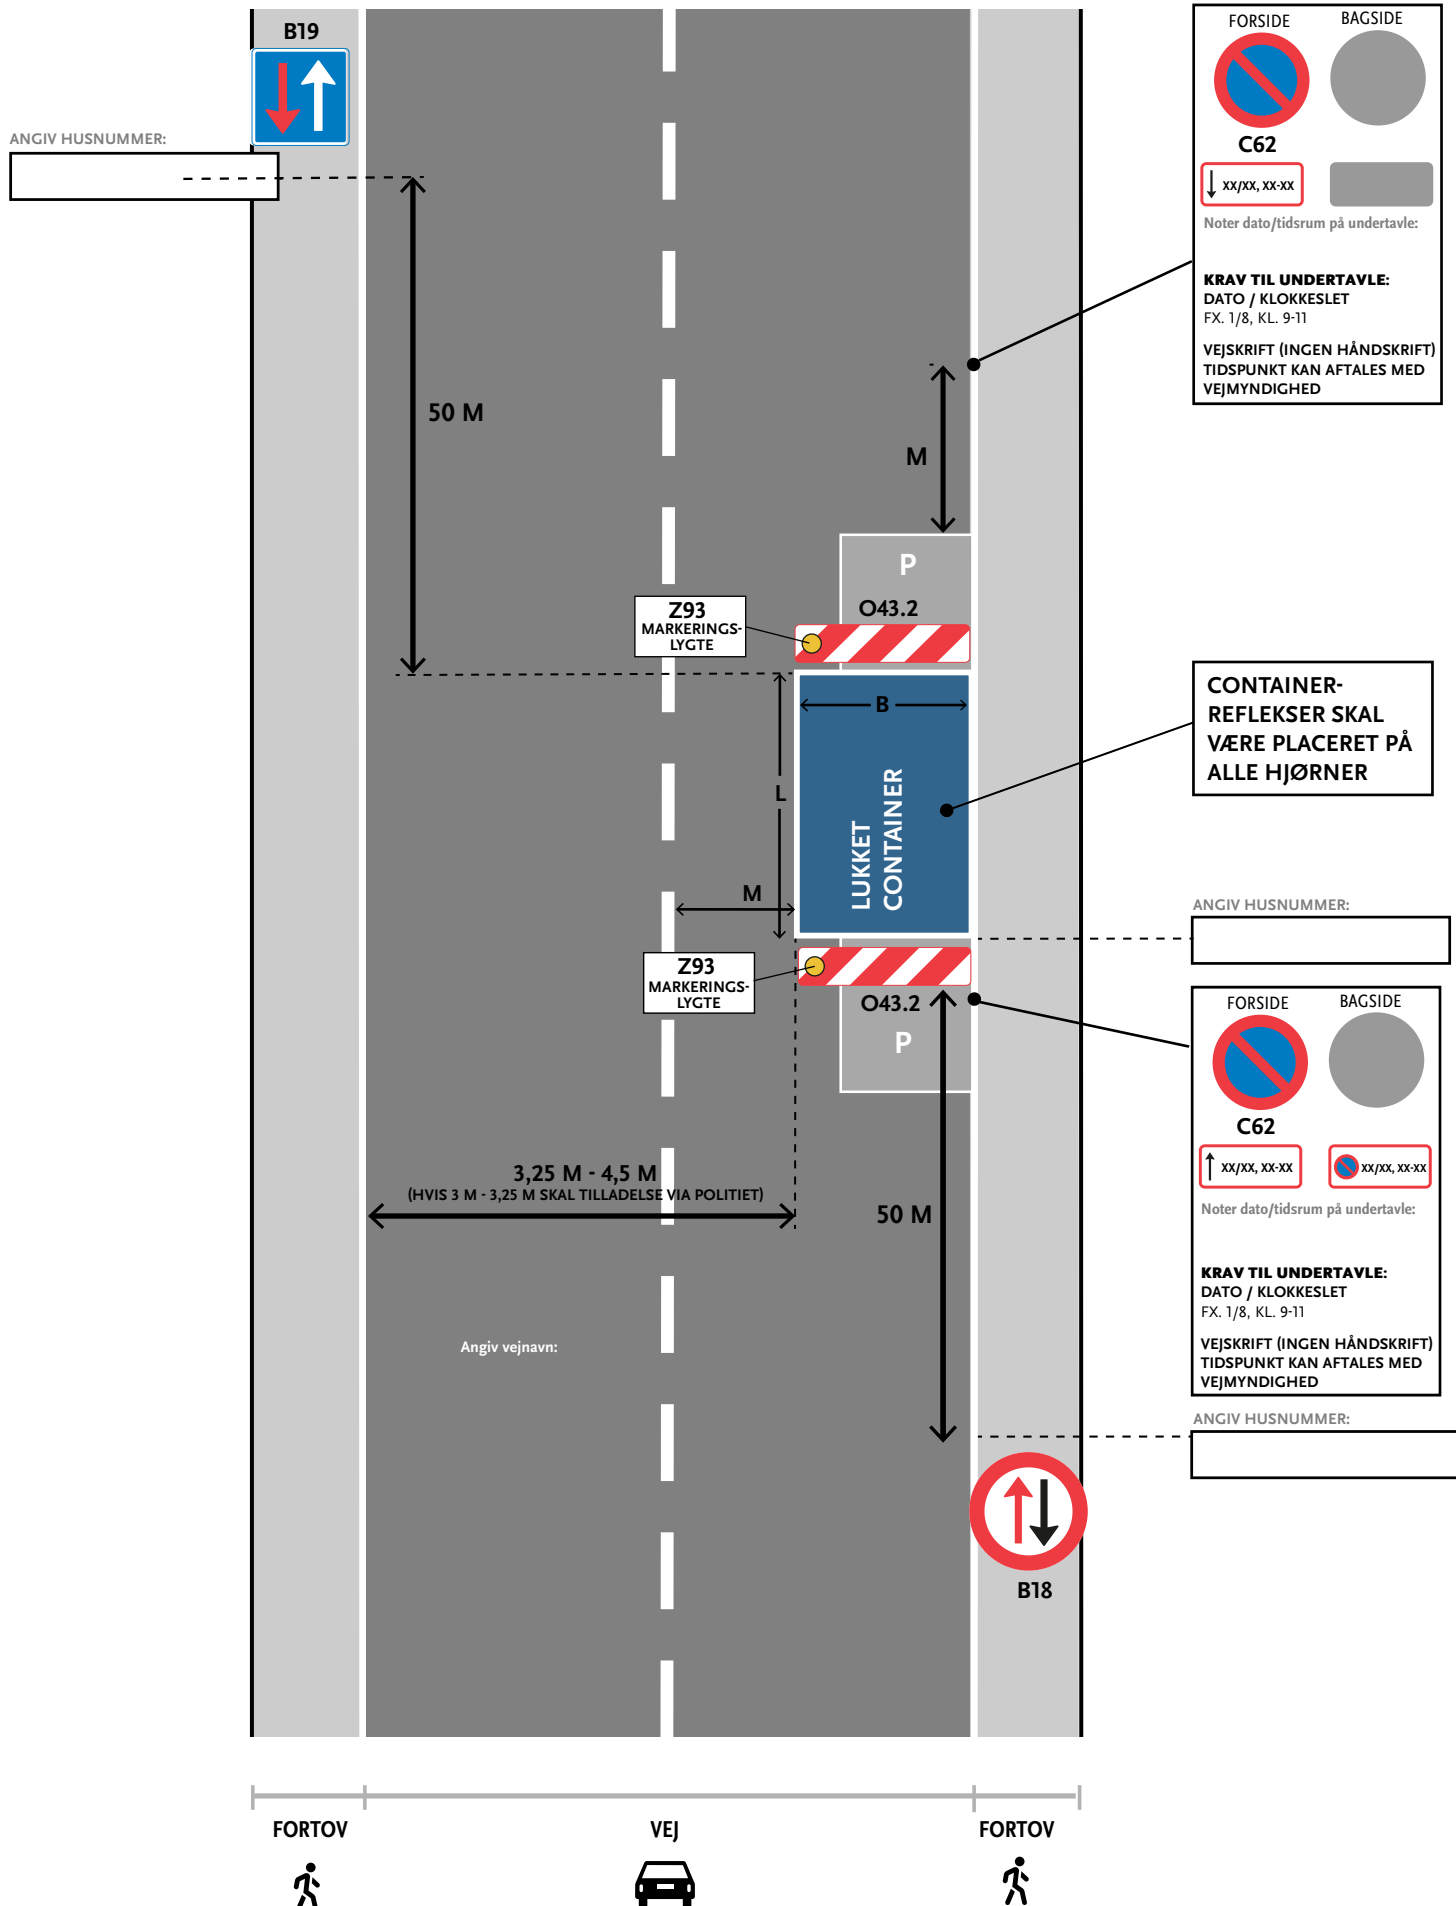 B19
ANGIV HUSNUMMER:
50 M
FORSIDE BAGSIDE
C62
xx/xx, xx-xx
Noter dato/tidsrum på undertavle:
KRAV TIL UNDERTAVLE:
DATO / KLOKKESLET
FX. 1/8, KL. 9-11
VEJSKRIFT (INGEN HÅNDSKRIFT)
TIDSPUNKT KAN AFTALES MED
VEJMYNDIGHED
M
P
O43.2
Z93
MARKERINGS-
LYGTE
B
L
LUKKET
CONTAINER
M
CONTAINER-
REFLEKSER SKAL
VÆRE PLACERET PÅ
ALLE HJØRNER
ANGIV HUSNUMMER:
Z93
MARKERINGS-
LYGTE
O43.2
P
FORSIDE BAGSIDE
C62
xx/xx, xx-xx xx/xx, xx-xx
Noter dato/tidsrum på undertavle:
KRAV TIL UNDERTAVLE:
DATO / KLOKKESLET
FX. 1/8, KL. 9-11
VEJSKRIFT (INGEN HÅNDSKRIFT)
TIDSPUNKT KAN AFTALES MED
VEJMYNDIGHED
3,25 M - 4,5 M
(HVIS 3 M - 3,25 M SKAL TILLADELSE VIA POLITIET)
50 M
Angiv vejnavn:
ANGIV HUSNUMMER:
B18
FORTOV VEJ FORTOV